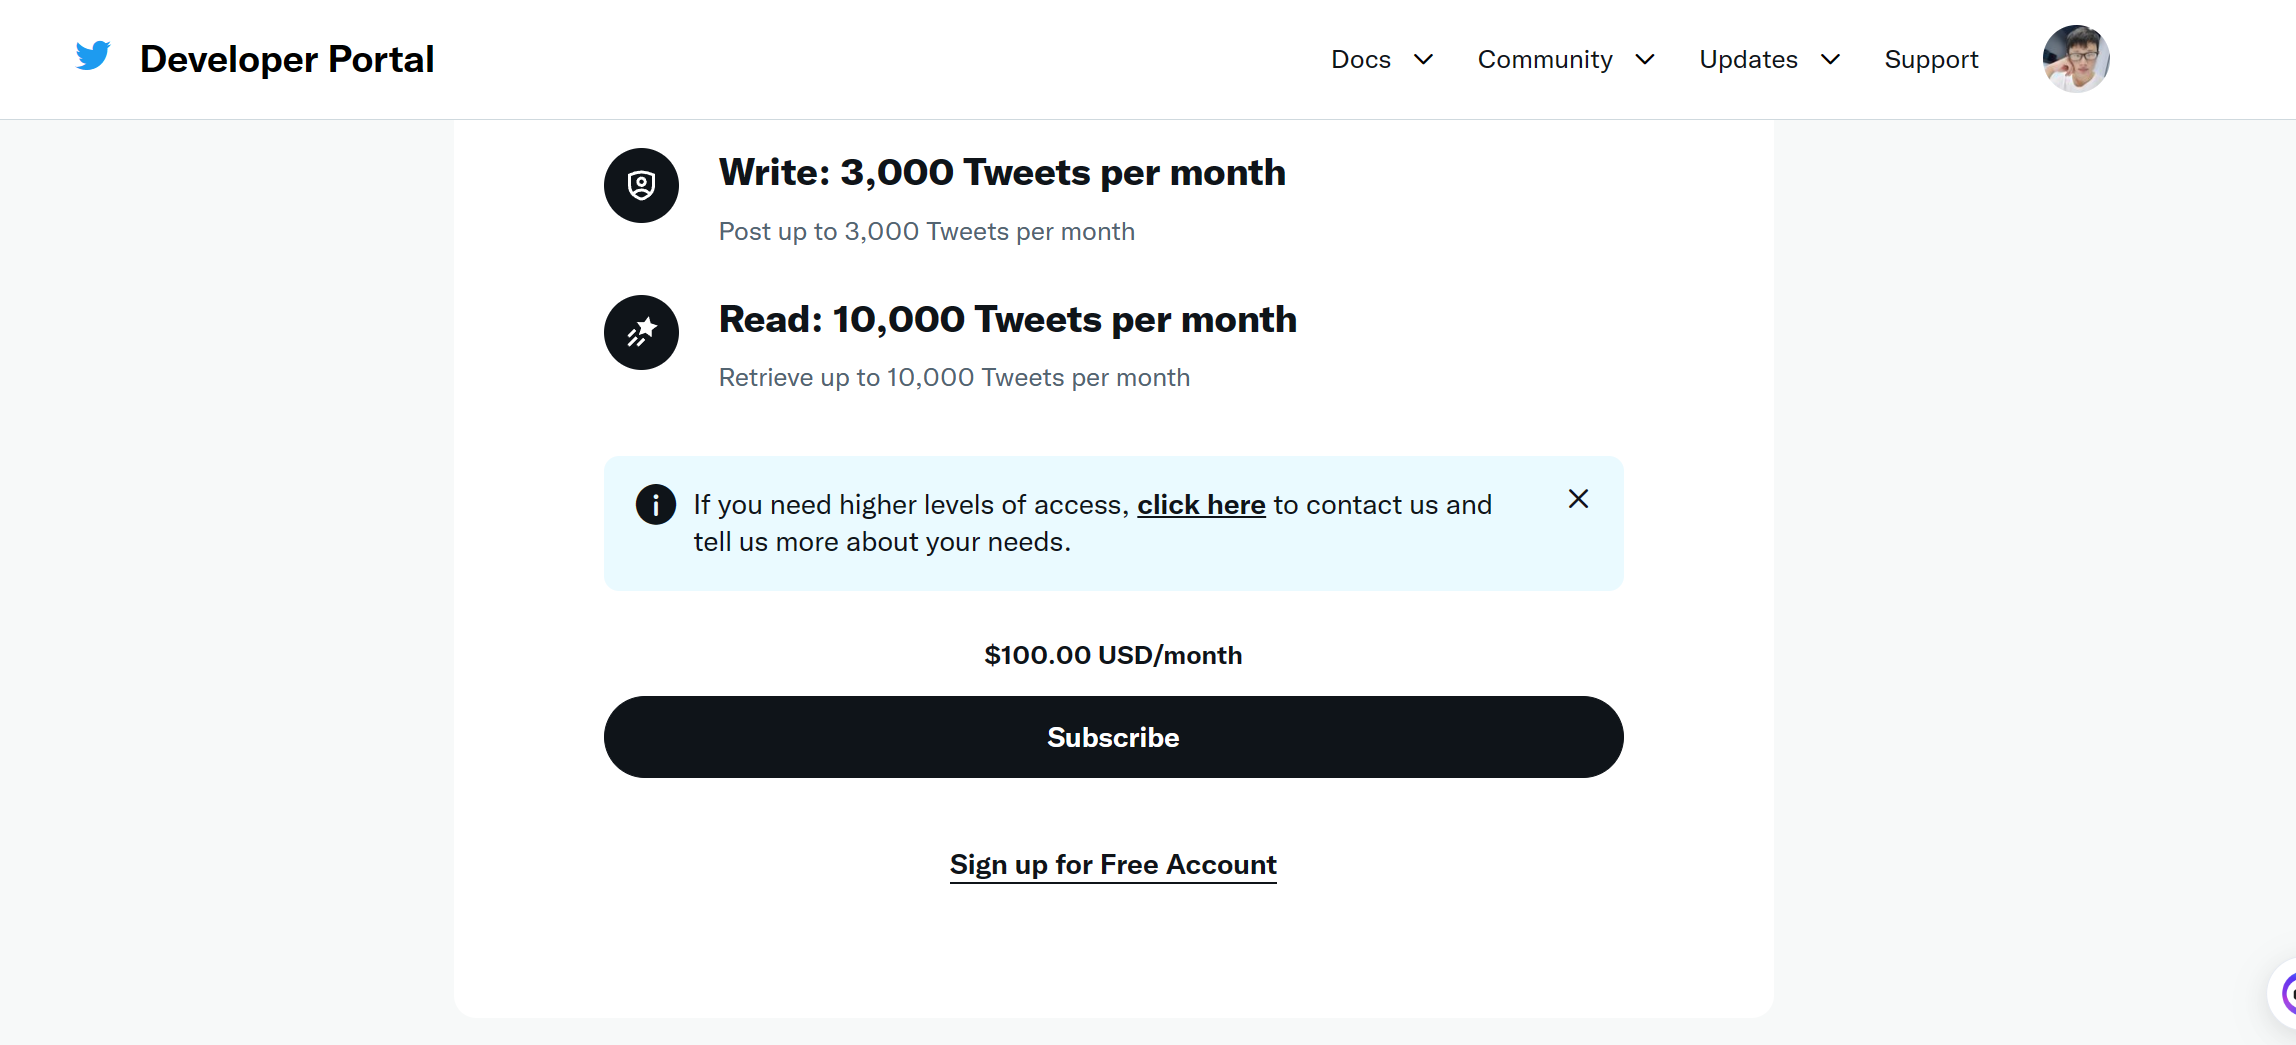 Developer Portal
Docs
Community
Updates
Support
Write: 3,000 Tweets per month
Post up to 3,000 Tweets per month
Read: 10,000 Tweets per month
Retrieve up to 10,000 Tweets per month
If you need higher levels of access, click here to contact us and
tell us more about your needs.
$100.00 USD/month
Subscribe
Sign up for Free Account